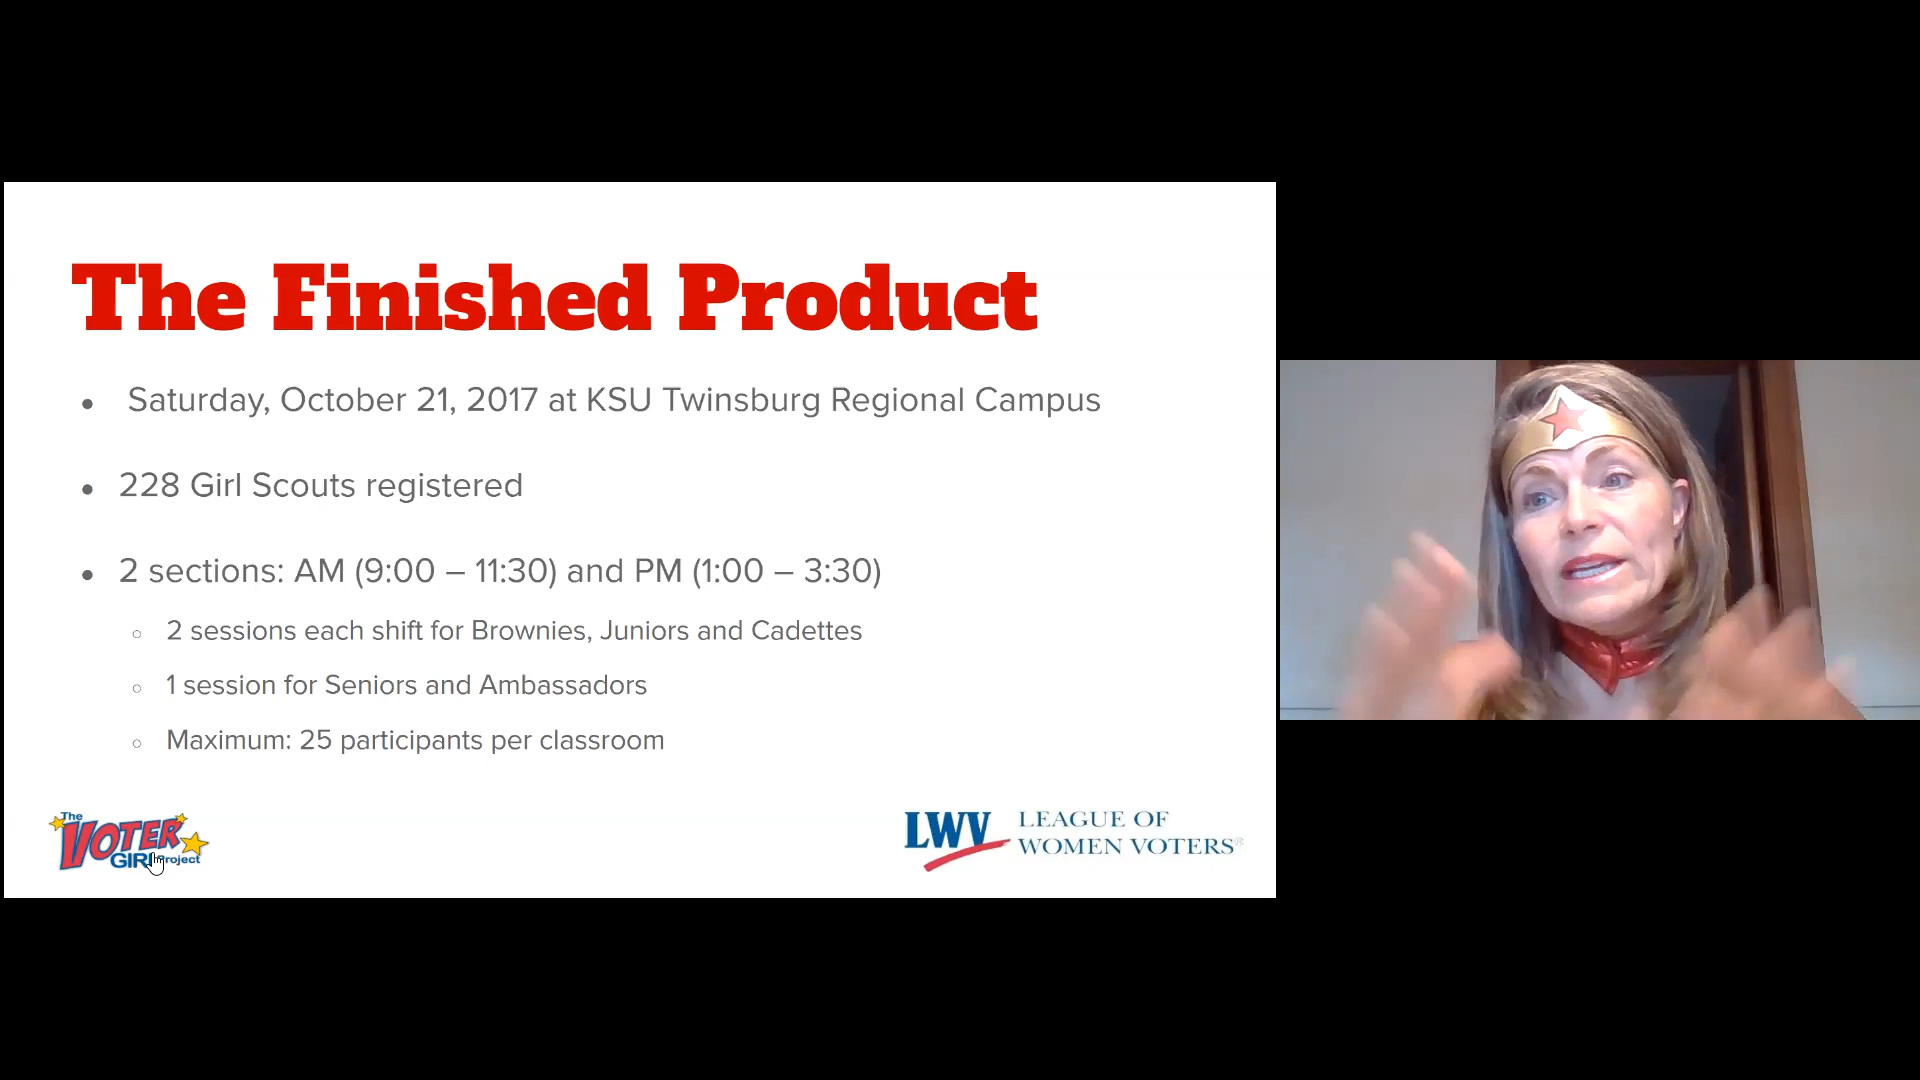 The Finished Product
• Saturday, October 21, 2017 at KSU Twinsburg Regional Campus
• 228 Girl Scouts registered
• 2 sections: AM (9:00 – 11:30) and PM (1:00 – 3:30)
○ 2 sessions each shift for Brownies, Juniors and Cadettes
○ 1 session for Seniors and Ambassadors
○ Maximum: 25 participants per classroom
The
VOTER
GIRL Project
LWV LEAGUE OF
WOMEN VOTERS®